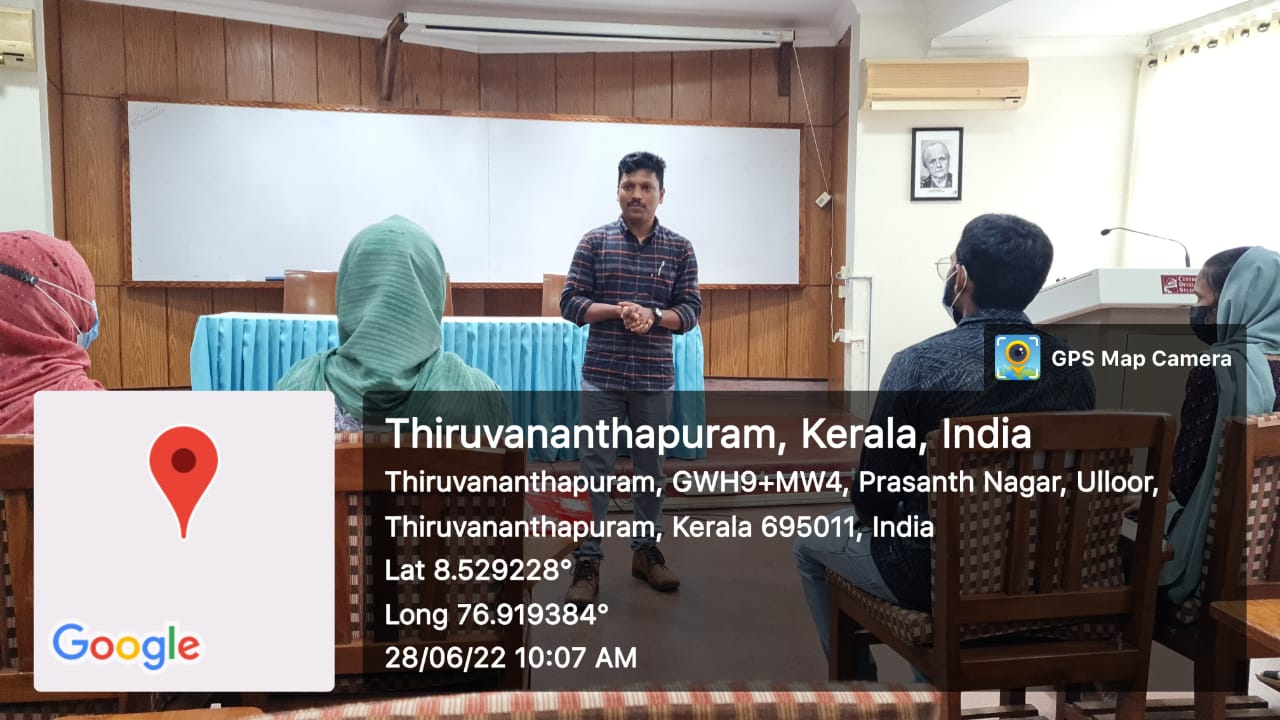 GPS Map Camera
Thiruvananthapuram, Kerala, India
Thiruvananthapuram, GWH9+MW4, Prasanth Nagar, Ulloor,
Thiruvananthapuram, Kerala 695011, India
Lat 8.529228°
Long 76.919384°
28/06/22 10:07 AM
Google